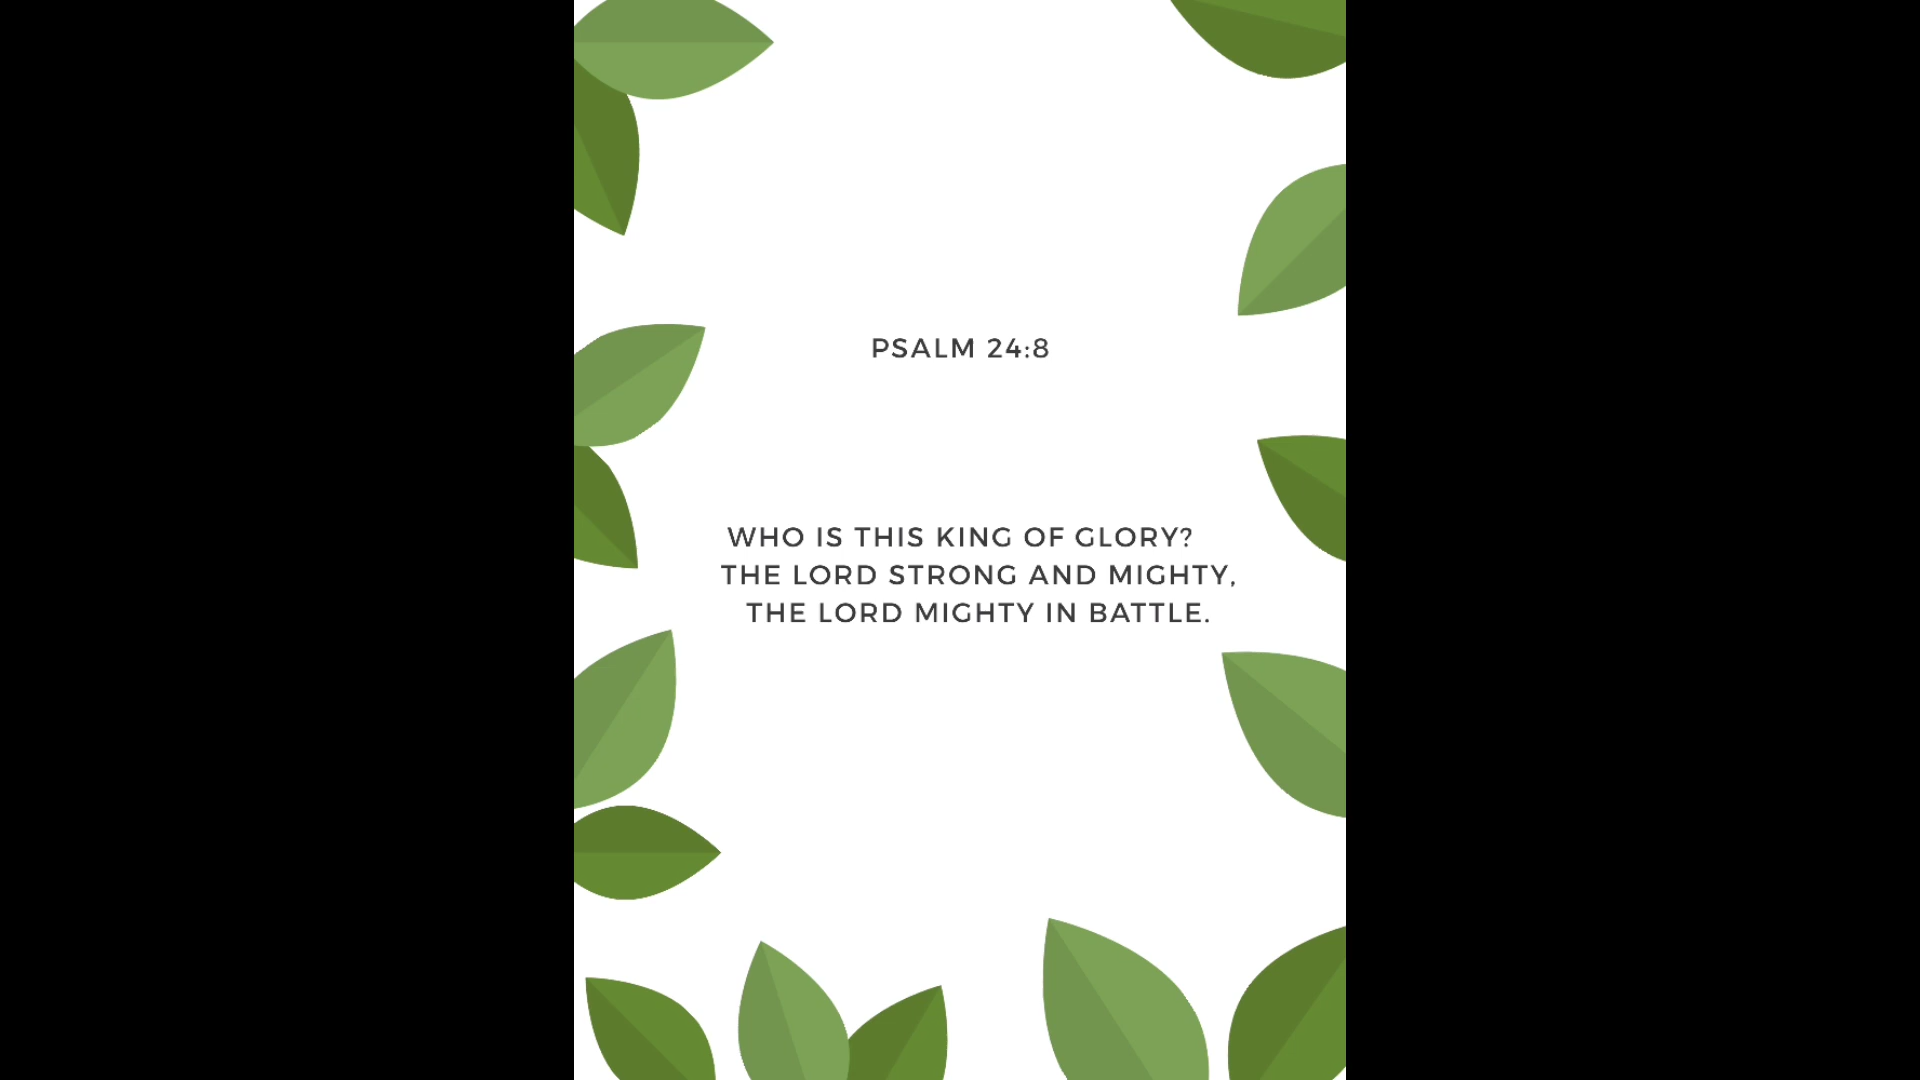 PSALM 24:8
WHO IS THIS KING OF GLORY?
THE LORD STRONG AND MIGHTY,
THE LORD MIGHTY IN BATTLE.